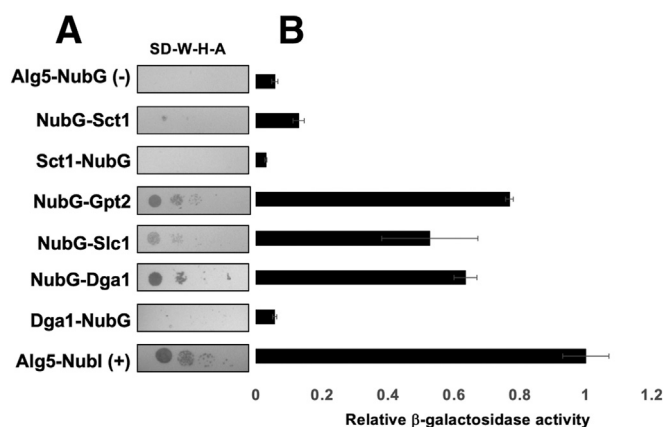 A B
SD-W-H-A
Alg5-NubG (-)
NubG-Sct1
Sct1-NubG
NubG-Gpt2
NubG-Slc1
NubG-Dga1
Dga1-NubG
Alg5-NubI (+)
0 0.2 0.4 0.6 0.8 1 1.2
Relative β-galactosidase activity